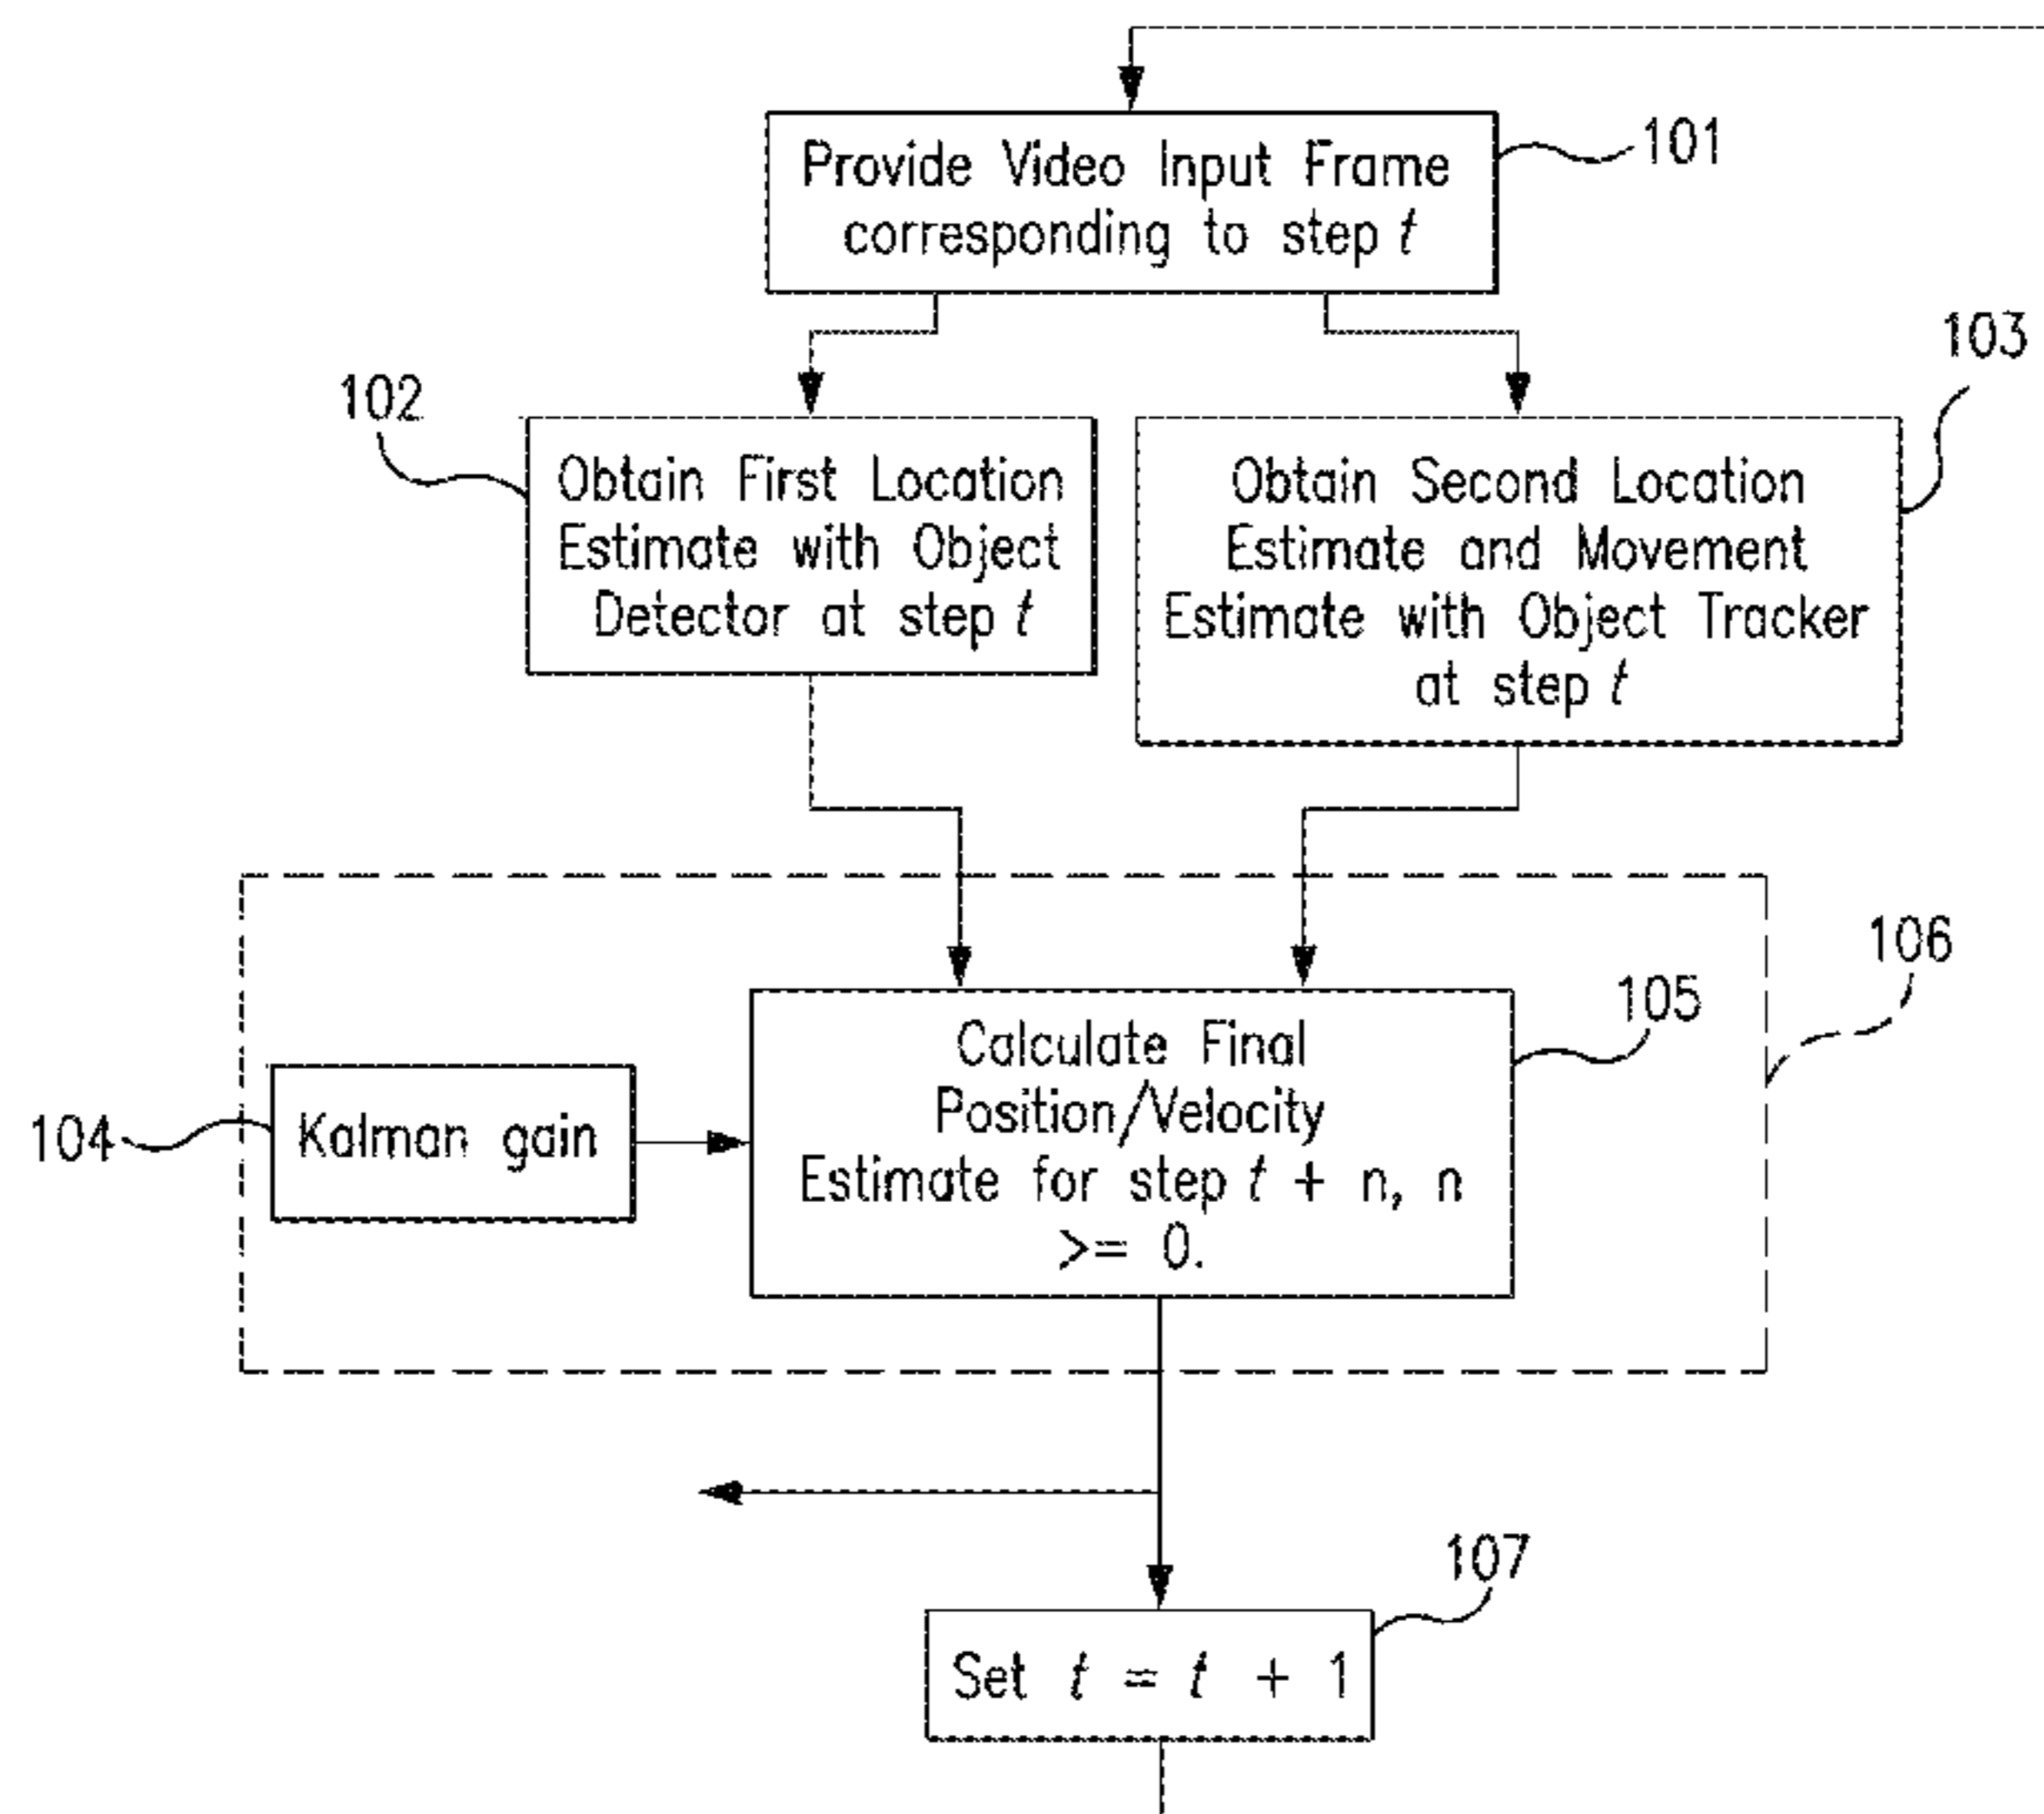 Provide Video Input Frame
corresponding to step t
101
102
103
Obtain First Location
Estimate with Object
Detector at step t
Obtain Second Location
Estimate and Movement
Estimate with Object Tracker
at step t
106
105
Calculate Final
Position/Velocity
Estimate for step t + n, n
>= 0.
104
Kalman gain
107
Set t = t + 1